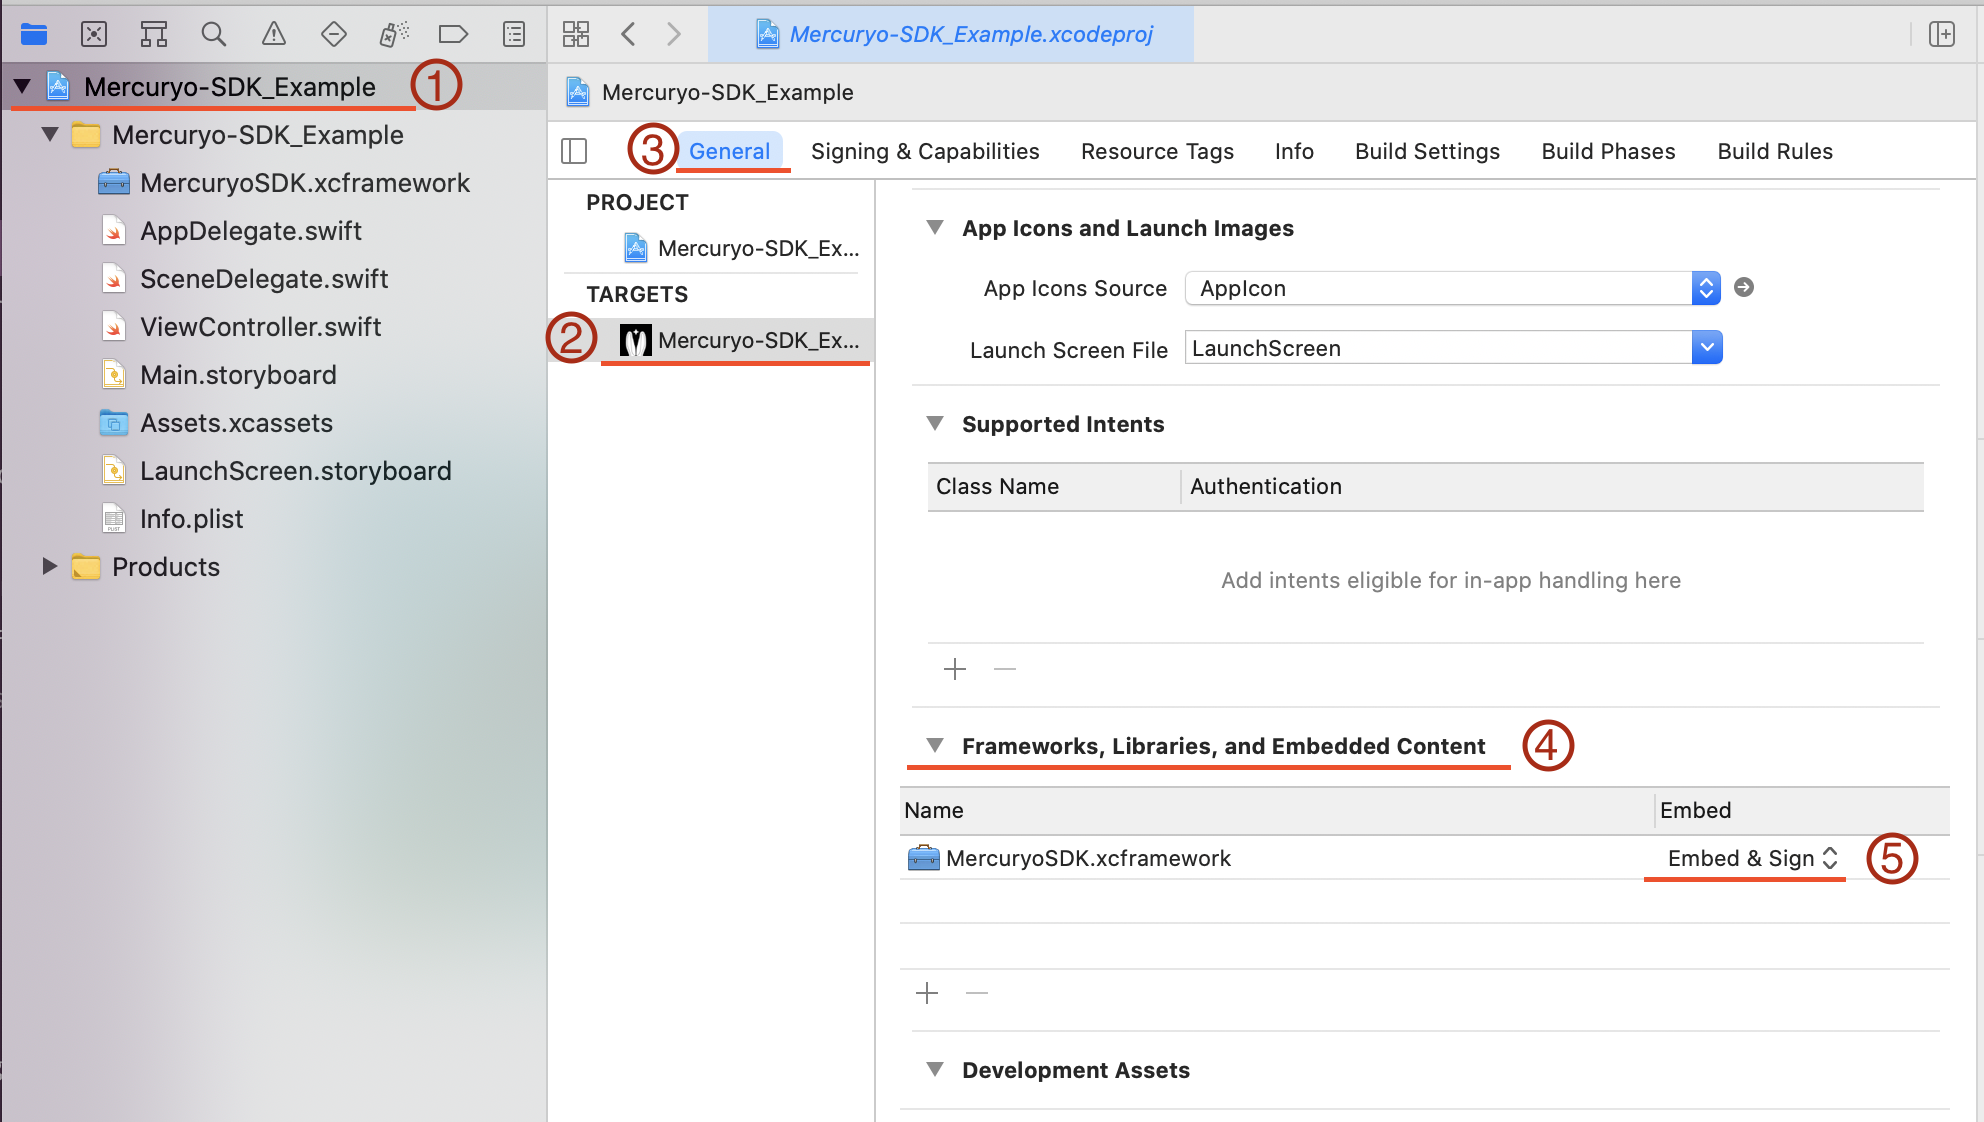 Mercuryo-SDK_Example.xcodeproj
Mercuryo-SDK_Example ①
Mercuryo-SDK_Example
MercuryoSDK.xcframework
AppDelegate.swift
SceneDelegate.swift
ViewController.swift
Main.storyboard
Assets.xcassets
LaunchScreen.storyboard
Info.plist
Products
Mercuryo-SDK_Example
③ General Signing & Capabilities Resource Tags Info Build Settings Build Phases Build Rules
PROJECT
Mercuryo-SDK_Ex...
TARGETS
② Mercuryo-SDK_Ex...
App Icons and Launch Images
App Icons Source AppIcon
Launch Screen File LaunchScreen
Supported Intents
Class Name Authentication
Add intents eligible for in-app handling here
Frameworks, Libraries, and Embedded Content ④
Name Embed
MercuryoSDK.xcframework Embed & Sign ⑤
Development Assets